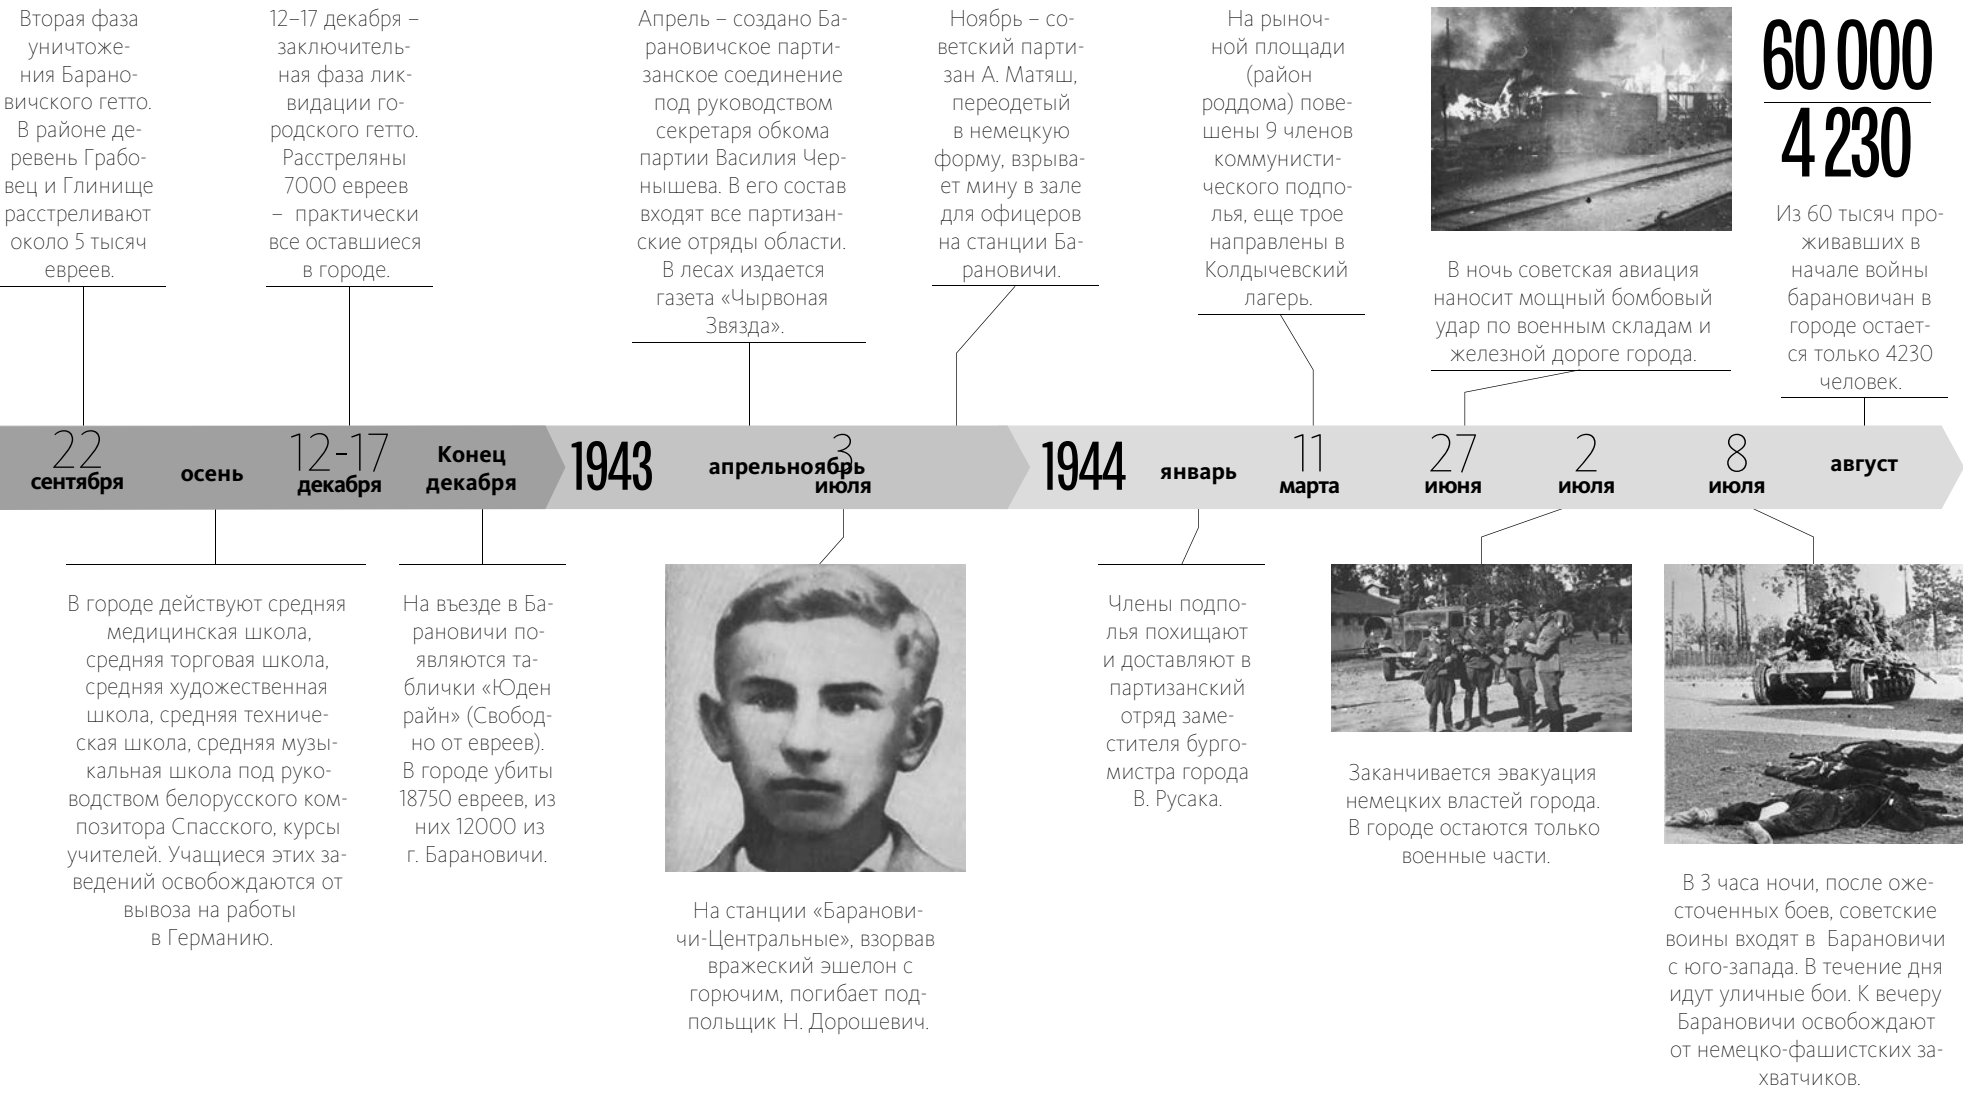 Вторая фаза
уничтоже-
ния Барано-
вичского гетто.
В районе де-
ревень Грабо-
вец и Глинище
расстреливают
около 5 тысяч
евреев.
12–17 декабря –
заключитель-
ная фаза лик-
видации го-
родского гетто.
Расстреляны
7000 евреев
– практически
все оставшиеся
в городе.
Апрель – создано Ба-
рановичское парти-
занское соединение
под руководством
секретаря обкома
партии Василия Чер-
нышева. В его состав
входят все партизан-
ские отряды области.
В лесах издается
газета «Чырвоная
Звязда».
Ноябрь – со-
ветский парти-
зан А. Матяш,
переодетый
в немецкую
форму, взрыва-
ет мину в зале
для офицеров
на станции Ба-
рановичи.
На рыноч-
ной площади
(район
роддома) пове-
шены 9 членов
коммунисти-
ческого подпо-
лья, еще трое
направлены в
Колдычевский
лагерь.
В ночь советская авиация
наносит мощный бомбовый
удар по военным складам и
железной дороге города.
60 000
4 230
Из 60 тысяч про-
живавших в
начале войны
барановичан в
городе остает-
ся только 4230
человек.
22
сентября
осень
12-17
декабря
Конец
декабря
1943
апрель
ноябрь
3
июля
1944
январь
11
марта
27
июня
2
июля
8
июля
август
В городе действуют средняя
медицинская школа,
средняя торговая школа,
средняя художественная
школа, средняя техниче-
ская школа, средняя музы-
кальная школа под руко-
водством белорусского ком-
позитора Спасского, курсы
учителей. Учащиеся этих за-
ведений освобождаются от
вывоза на работы
в Германию.
На въезде в Ба-
рановичи по-
являются та-
блички «Юден
райн» (Свобод-
но от евреев).
В городе убиты
18750 евреев, из
них 12000 из
г. Барановичи.
На станции «Баранови-
чи-Центральные», взорвав
вражеский эшелон с
горючим, погибает под-
польщик Н. Дорошевич.
Члены подпо-
лья похищают
и доставляют в
партизанский
отряд заме-
стителя бурго-
мистра города
В. Русака.
Заканчивается эвакуация
немецких властей города.
В городе остаются только
военные части.
В 3 часа ночи, после оже-
сточенных боев, советские
воины входят в Барановичи
с юго-запада. В течение дня
идут уличные бои. К вечеру
Барановичи освобождают
от немецко-фашистских за-
хватчиков.